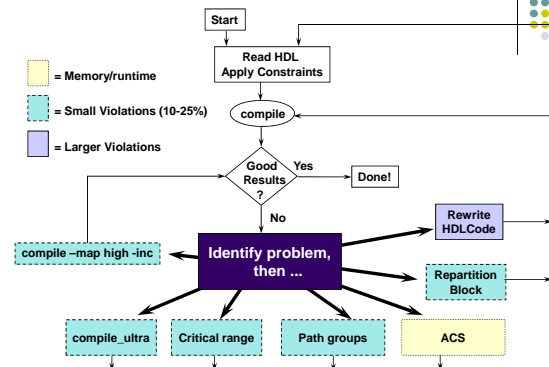 Start
Read HDL
Apply Constraints
= Memory/runtime
= Small Violations (10-25%)
= Larger Violations
compile
Good
Results
?
Yes
Done!
No
Rewrite
HDLCode
compile –map high -inc
Identify problem,
then ...
Repartition
Block
compile_ultra
Critical range
Path groups
ACS